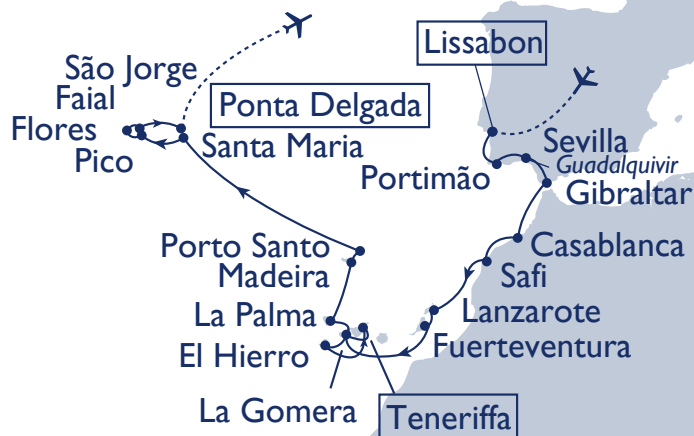 Lissabon
São Jorge
Faial
Ponta Delgada
Flores
Santa Maria
Pico
Sevilla
Guadalquivir
Portimão
Gibraltar
Porto Santo
Casablanca
Madeira
Safi
La Palma
Lanzarote
El Hierro
Fuerteventura
La Gomera
Teneriffa